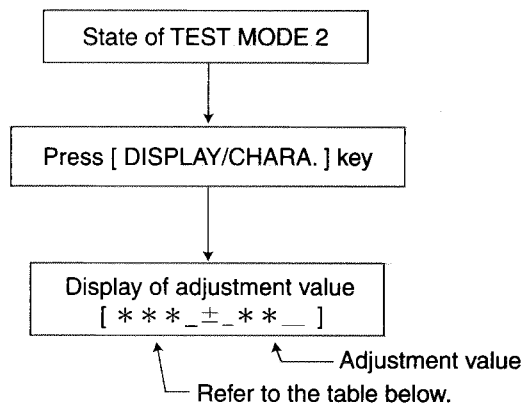 State of TEST MODE 2
Press [ DISPLAY/CHARA. ] key
Display of adjustment value
[ ***_±_**__ ]
Adjustment value
Refer to the table below.